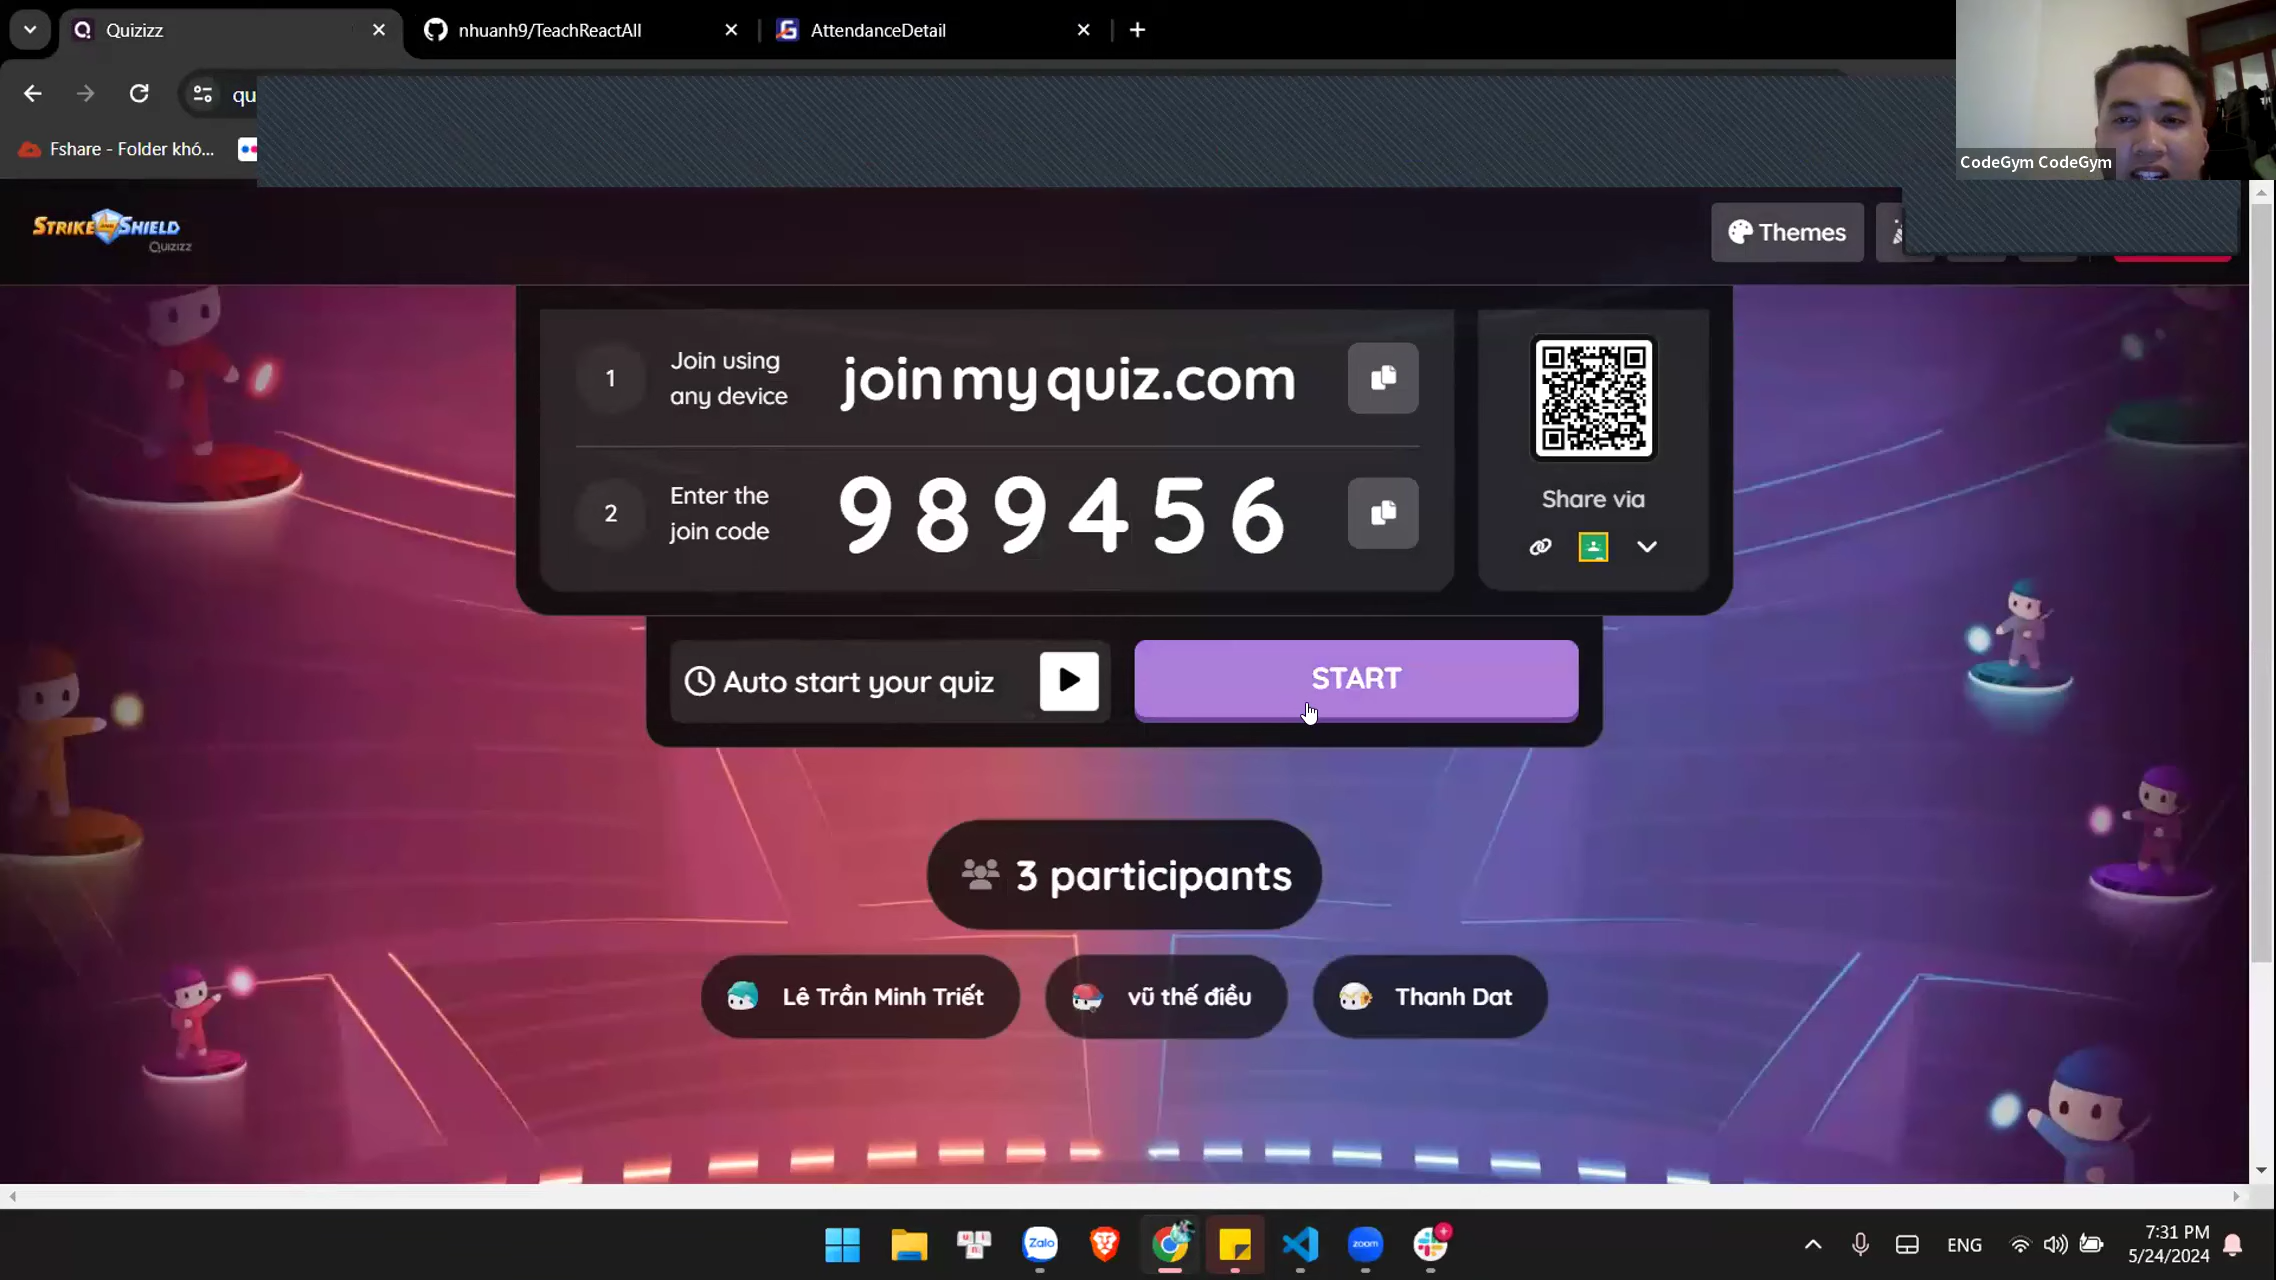 Quizizz
nhuanh9/TeachReactAll
AttendanceDetail
qu
Fshare - Folder khó...
CodeGym CodeGym
STRIKE SHIELD
Quizizz
Themes
1
Join using
any device
joinmyquiz.com
2
Enter the
join code
989456
Share via
Auto start your quiz
START
3 participants
Lê Trần Minh Triết
vũ thế điều
Thanh Dat
Zalo
zoom
ENG
7:31 PM
5/24/2024